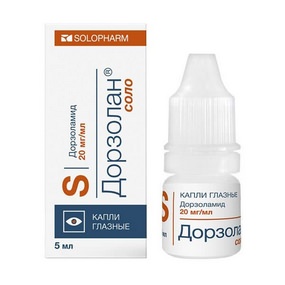 SOLOPHARM
S
Дорзоламид
20 мг/мл
Дорзолан®
соло
КАПЛИ
ГЛАЗНЫЕ
5 мл
КАПЛИ ГЛАЗНЫЕ
S
Дорзоламид
20 мг/мл
Дорзолан
соло